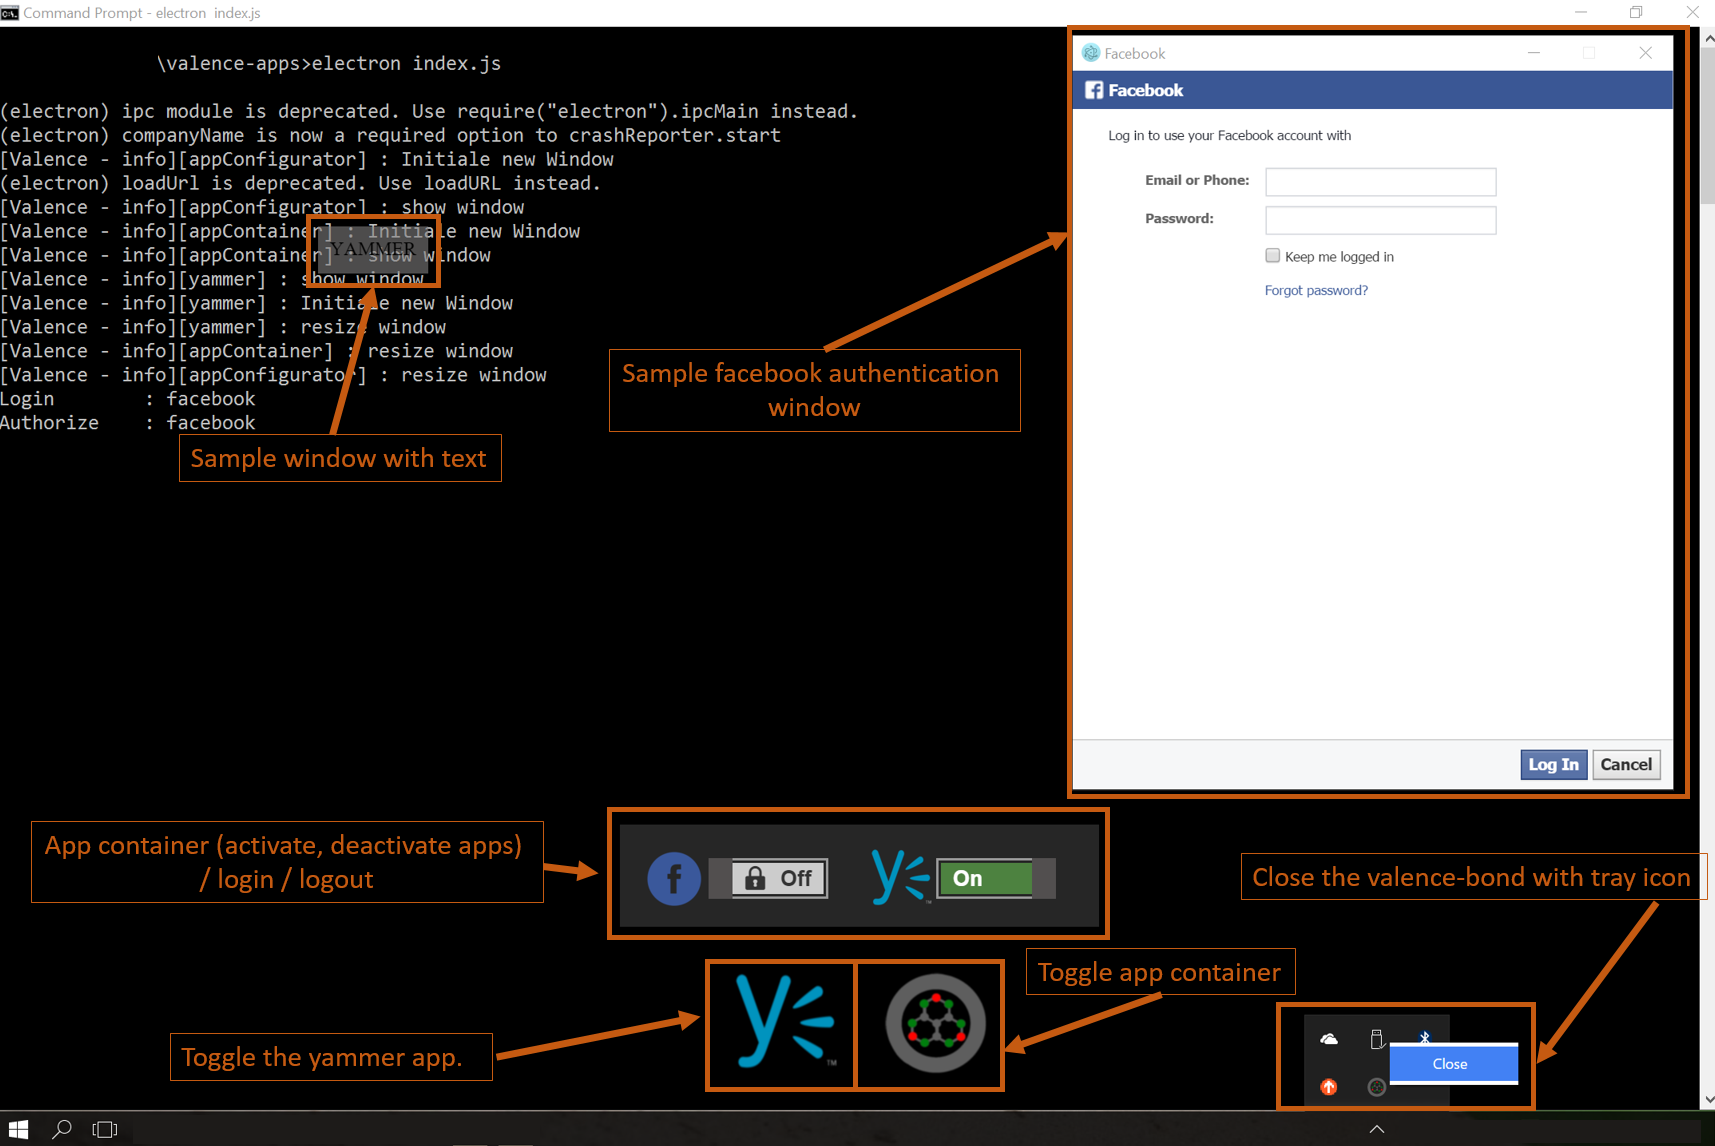 Command Prompt - electron  index.js
\valence-apps>electron index.js
(electron) ipc module is deprecated. Use require("electron").ipcMain instead.
(electron) companyName is now a required option to crashReporter.start
[Valence - info][appConfigurator] : Initiale new Window
(electron) loadUrl is deprecated. Use loadURL instead.
[Valence - info][appConfigurator] : show window
[Valence - info][appContainer] : Initiale new Window
[Valence - info][appContainer] : show window
[Valence - info][yammer] : show window
[Valence - info][yammer] : Initiale new Window
[Valence - info][yammer] : resize window
[Valence - info][appContainer] : resize window
[Valence - info][appConfigurator] : resize window
Login        : facebook
Authorize    : facebook
YAMMER
Sample window with text
Sample facebook authentication
window
Facebook
f Facebook
Log in to use your Facebook account with
Email or Phone:
Password:
Keep me logged in
Forgot password?
Log In Cancel
App container (activate, deactivate apps)
/ login / logout
f Off y On
Close the valence-bond with tray icon
Toggle app container
Toggle the yammer app.
y ™
Close